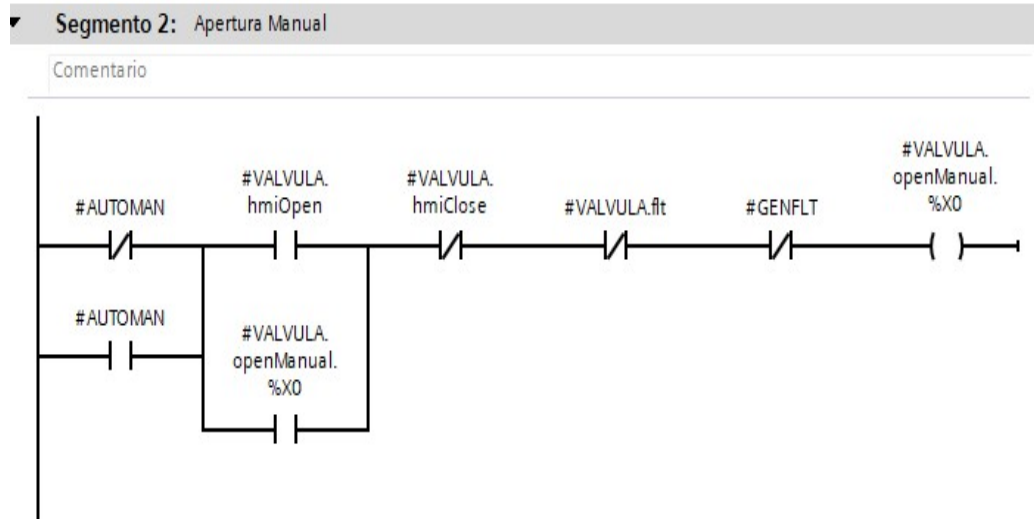 Segmento 2: Apertura Manual
Comentario
#AUTOMAN
#VALVULA.
hmiOpen
#VALVULA.
hmiClose
#VALVULA.flt
#GENFLT
#VALVULA.
openManual.
%X0
#AUTOMAN
#VALVULA.
openManual.
%X0